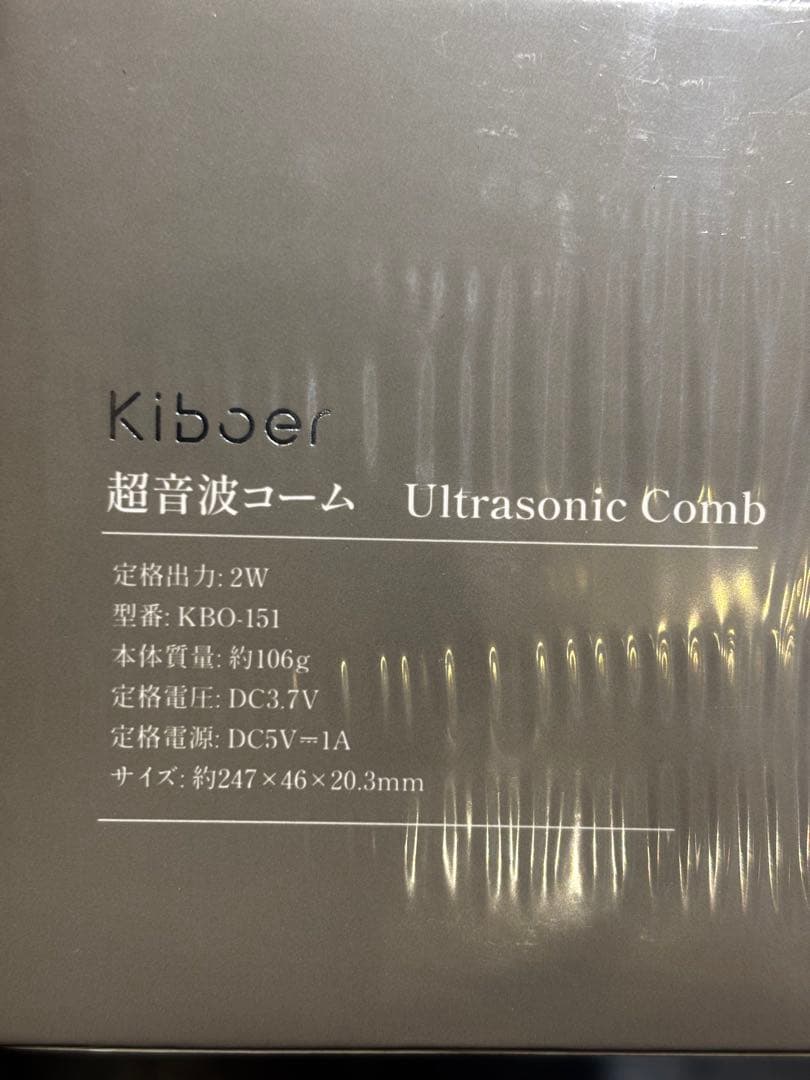 Kiboer
超音波コーム Ultrasonic Comb
定格出力: 2W
型番: KBO-151
本体質量: 約106g
定格電圧: DC3.7V
定格電源: DC5V⎓1A
サイズ: 約247×46×20.3mm